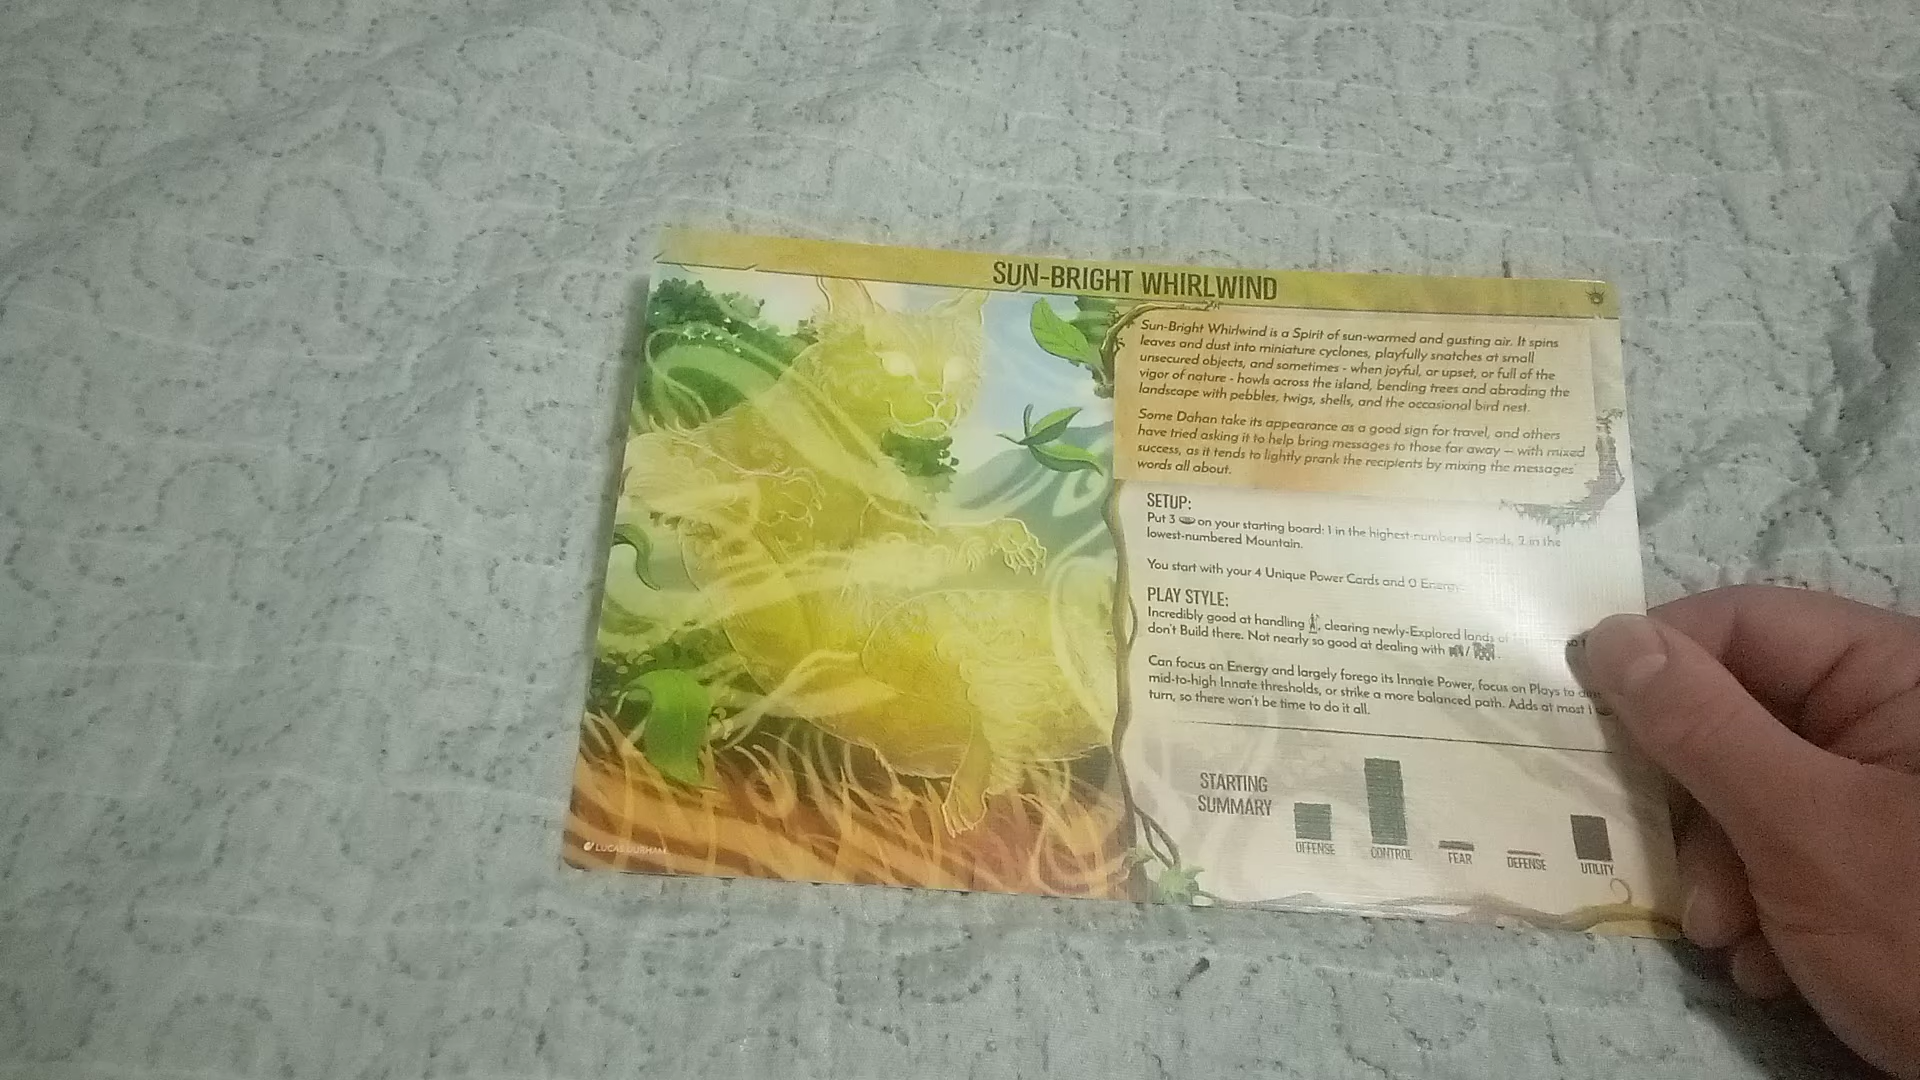 SUN-BRIGHT WHIRLWIND
Sun-Bright Whirlwind is a Spirit of sun-warmed and gusting air. It spins
leaves and dust into miniature cyclones, playfully snatches at small
unsecured objects, and sometimes - when joyful, or upset, or full of the
vigor of nature - howls across the island, bending trees and abrading the
landscape with pebbles, twigs, shells, and the occasional bird nest.
Some Dahan take its appearance as a good sign for travel, and others
have tried asking it to help bring messages to those far away – with mixed
success, as it tends to lightly prank the recipients by mixing the messages'
words all about.
SETUP:
Put 3 on your starting board: 1 in the highest-numbered Sands, 2 in the
lowest-numbered Mountain.
You start with your 4 Unique Power Cards and 0 Energy
PLAY STYLE:
Incredibly good at handling , clearing newly-Explored lands of
don't Build there. Not nearly so good at dealing with / .
Can focus on Energy and largely forego its Innate Power, focus on Plays to
mid-to-high Innate thresholds, or strike a more balanced path. Adds at most 1
turn, so there won't be time to do it all.
STARTING
SUMMARY
OFFENSE
CONTROL
FEAR
DEFENSE
UTILITY
LUCAS DURHAM